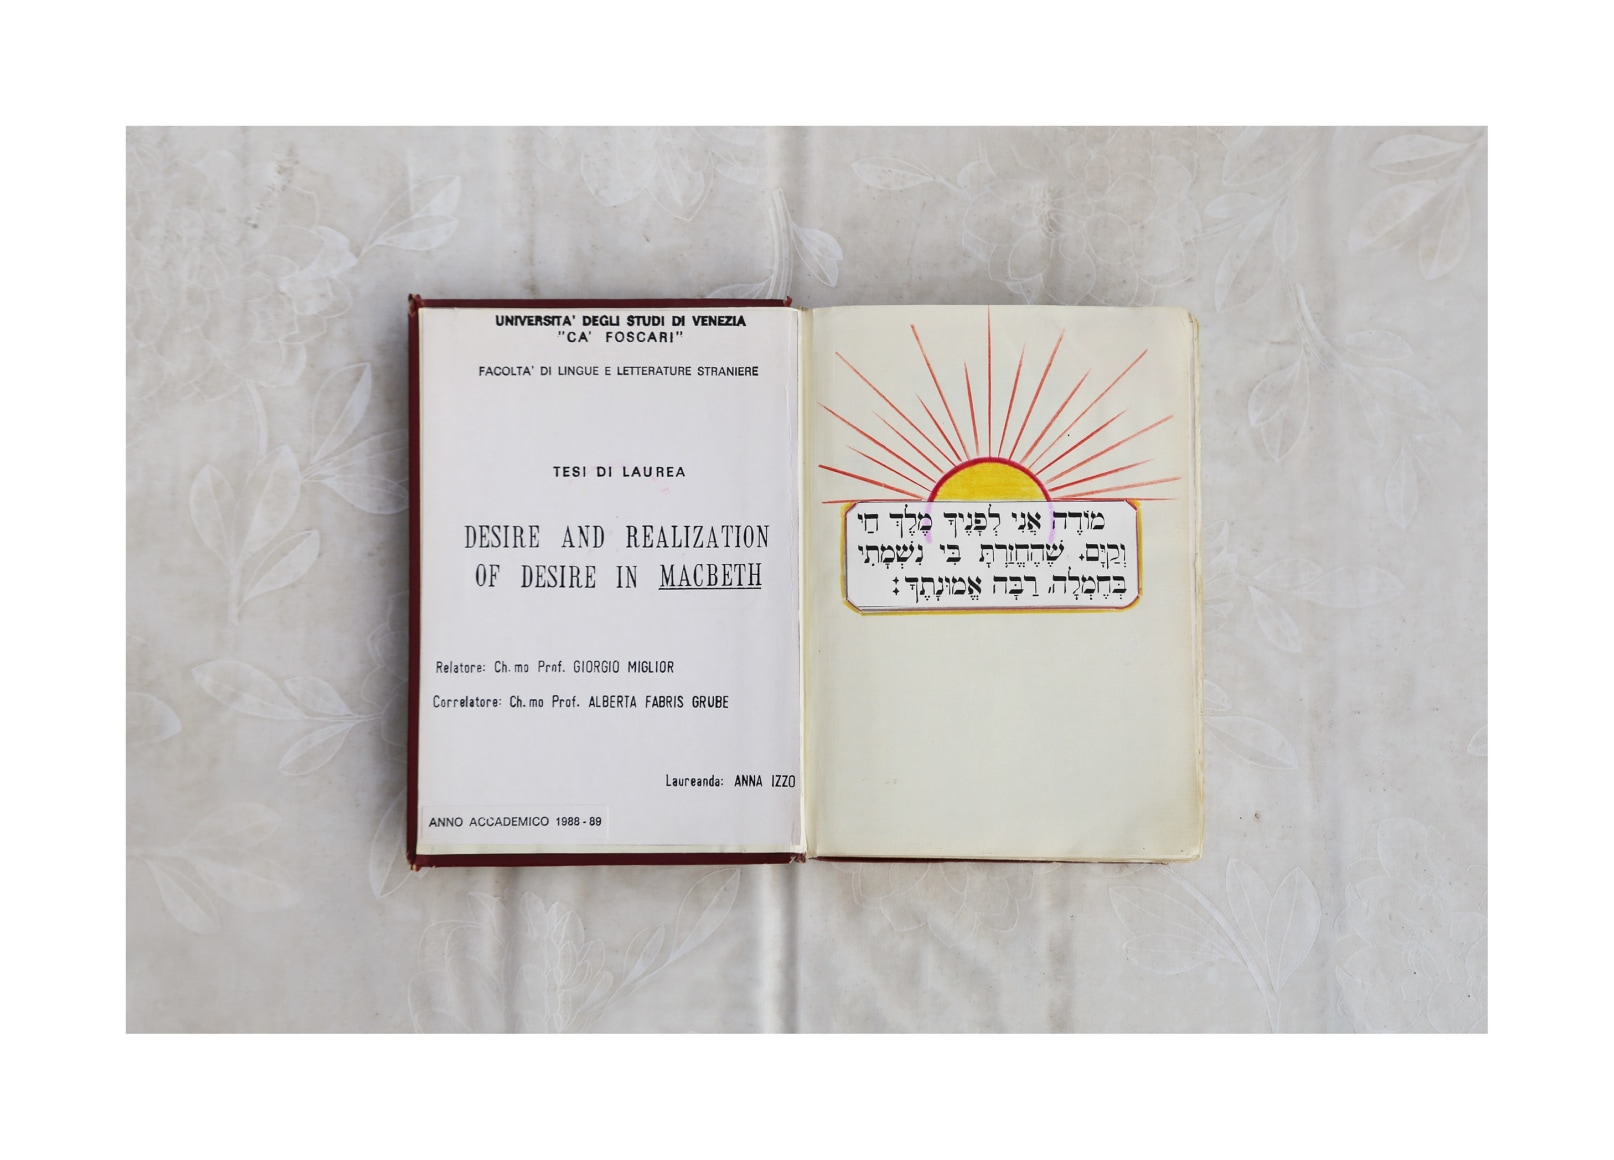 UNIVERSITA' DEGLI STUDI DI VENEZIA
"CA' FOSCARI"
FACOLTA' DI LINGUE E LETTERATURE STRANIERE
TESI DI LAUREA
DESIRE AND REALIZATION
OF DESIRE IN MACBETH
Relatore: Ch.mo Prof. GIORGIO MIGLIOR
Correlatore: Ch.mo Prof. ALBERTA FABRIS GRUBE
Laureanda: ANNA IZZO
ANNO ACCADEMICO 1988-89
מוֹדֶה אֲנִי לְפָנֶיךָ מֶלֶךְ חַי
וְקַיָּם. שֶׁהֶחֱזַרְתָּ בִּי נִשְׁמָתִי
בְּחֶמְלָה, רַבָּה אֱמוּנָתֶךָ: